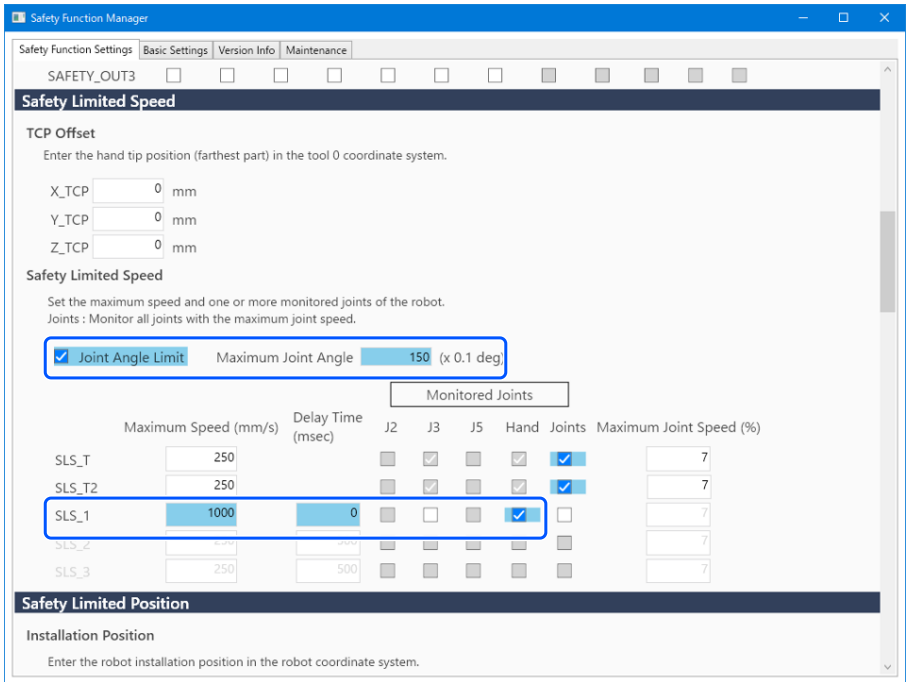 Safety Function Manager
Safety Function Settings Basic Settings Version Info Maintenance
SAFETY_OUT3
Safety Limited Speed
TCP Offset
Enter the hand tip position (farthest part) in the tool 0 coordinate system.
X_TCP 0 mm
Y_TCP 0 mm
Z_TCP 0 mm
Safety Limited Speed
Set the maximum speed and one or more monitored joints of the robot.
Joints : Monitor all joints with the maximum joint speed.
Joint Angle Limit Maximum Joint Angle 150 (x 0.1 deg)
Monitored Joints
Maximum Speed (mm/s) Delay Time (msec) J2 J3 J5 Hand Joints Maximum Joint Speed (%)
SLS_T 250 7
SLS_T2 250 7
SLS_1 1000 0 7
SLS_2 250 500 7
SLS_3 250 500 7
Safety Limited Position
Installation Position
Enter the robot installation position in the robot coordinate system.